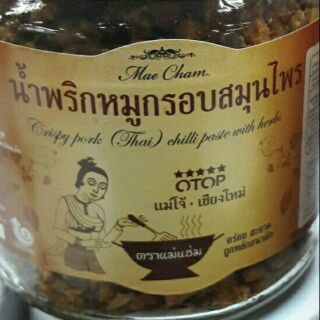 Mae Cham.
น้ำพริกหมูกรอบสมุนไพร
Crispy pork (Thai) chilli paste with herbs
OTOP
แม่โจ้ • เชียงใหม่
ตราแม่แช่ม
อร่อย สะอาด
ถูกหลักอนามัย